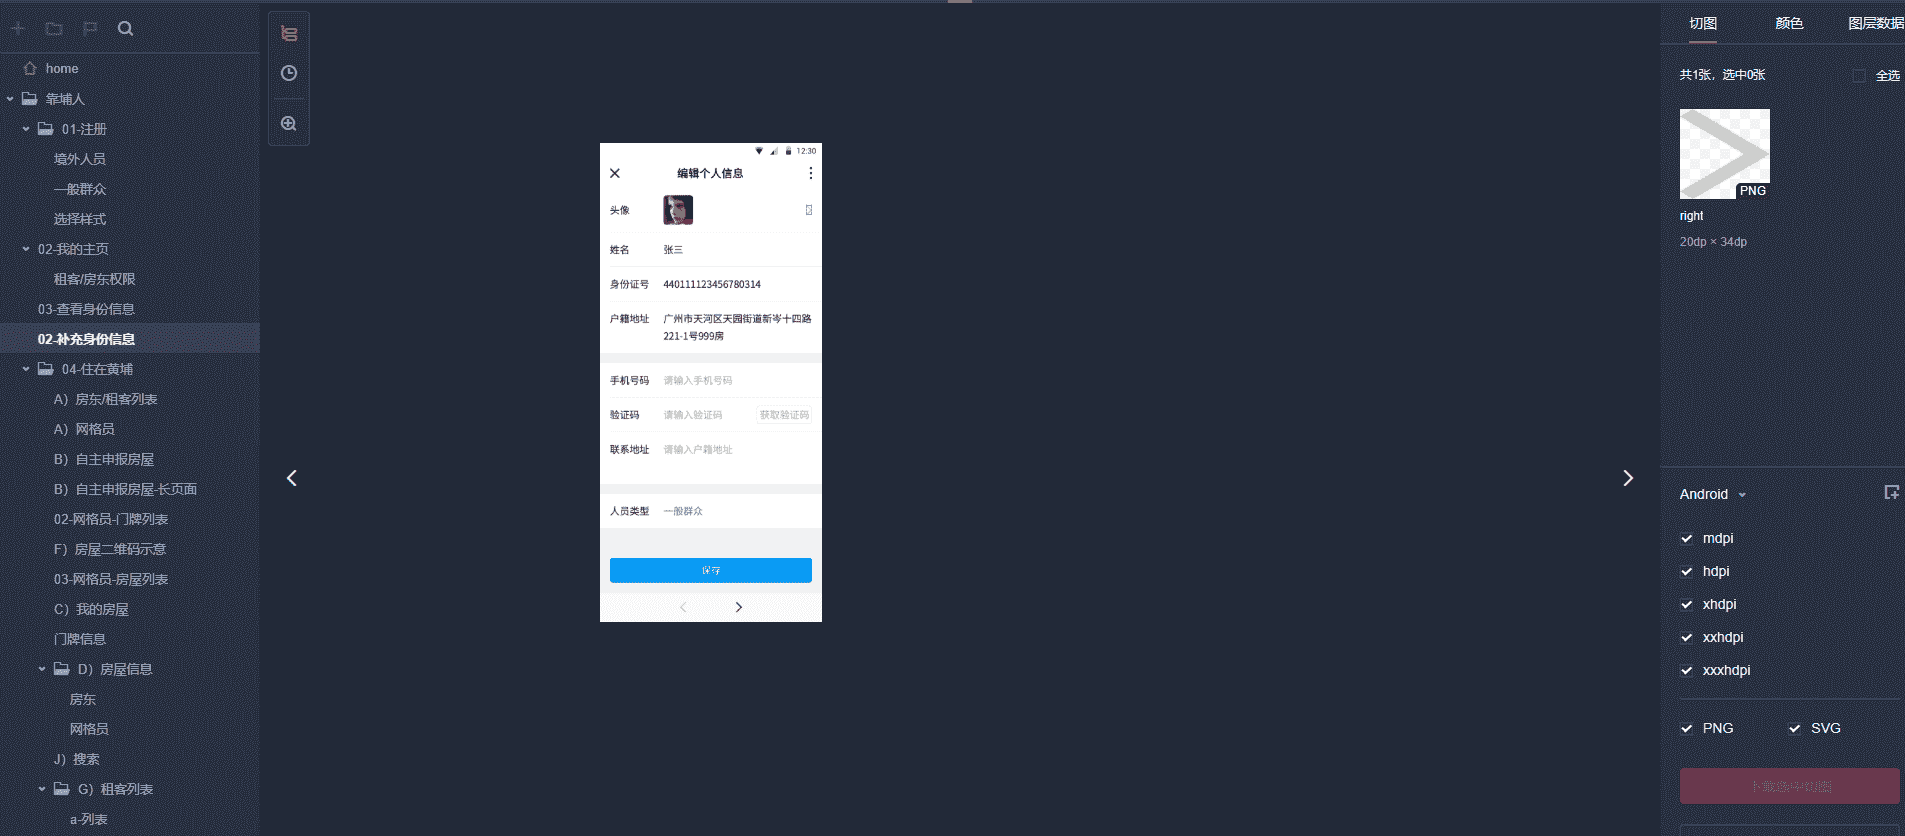 home
靠埔人
01-注册
境外人员
一般群众
选择样式
02-我的主页
租客/房东权限
03-查看身份信息
02-补充身份信息
04-住在黄埔
A）房东/租客列表
A）网格员
B）自主申报房屋
B）自主申报房屋-长页面
02-网格员-门牌列表
F）房屋二维码示意
03-网格员-房屋列表
C）我的房屋
门牌信息
D）房屋信息
房东
网格员
J）搜索
G）租客列表
a-列表
12:30
编辑个人信息
头像
姓名 张三
身份证号 440111123456780314
户籍地址 广州市天河区天园街道新岑十四路
221-1号999房
手机号码 请输入手机号码
验证码 请输入验证码 获取验证码
联系地址 请输入户籍地址
人员类型 一般群众
保存
切图 颜色 图层数据
共1张，选中0张 全选
PNG
right
20dp × 34dp
Android
mdpi
hdpi
xhdpi
xxhdpi
xxxhdpi
PNG SVG
下载选中切图